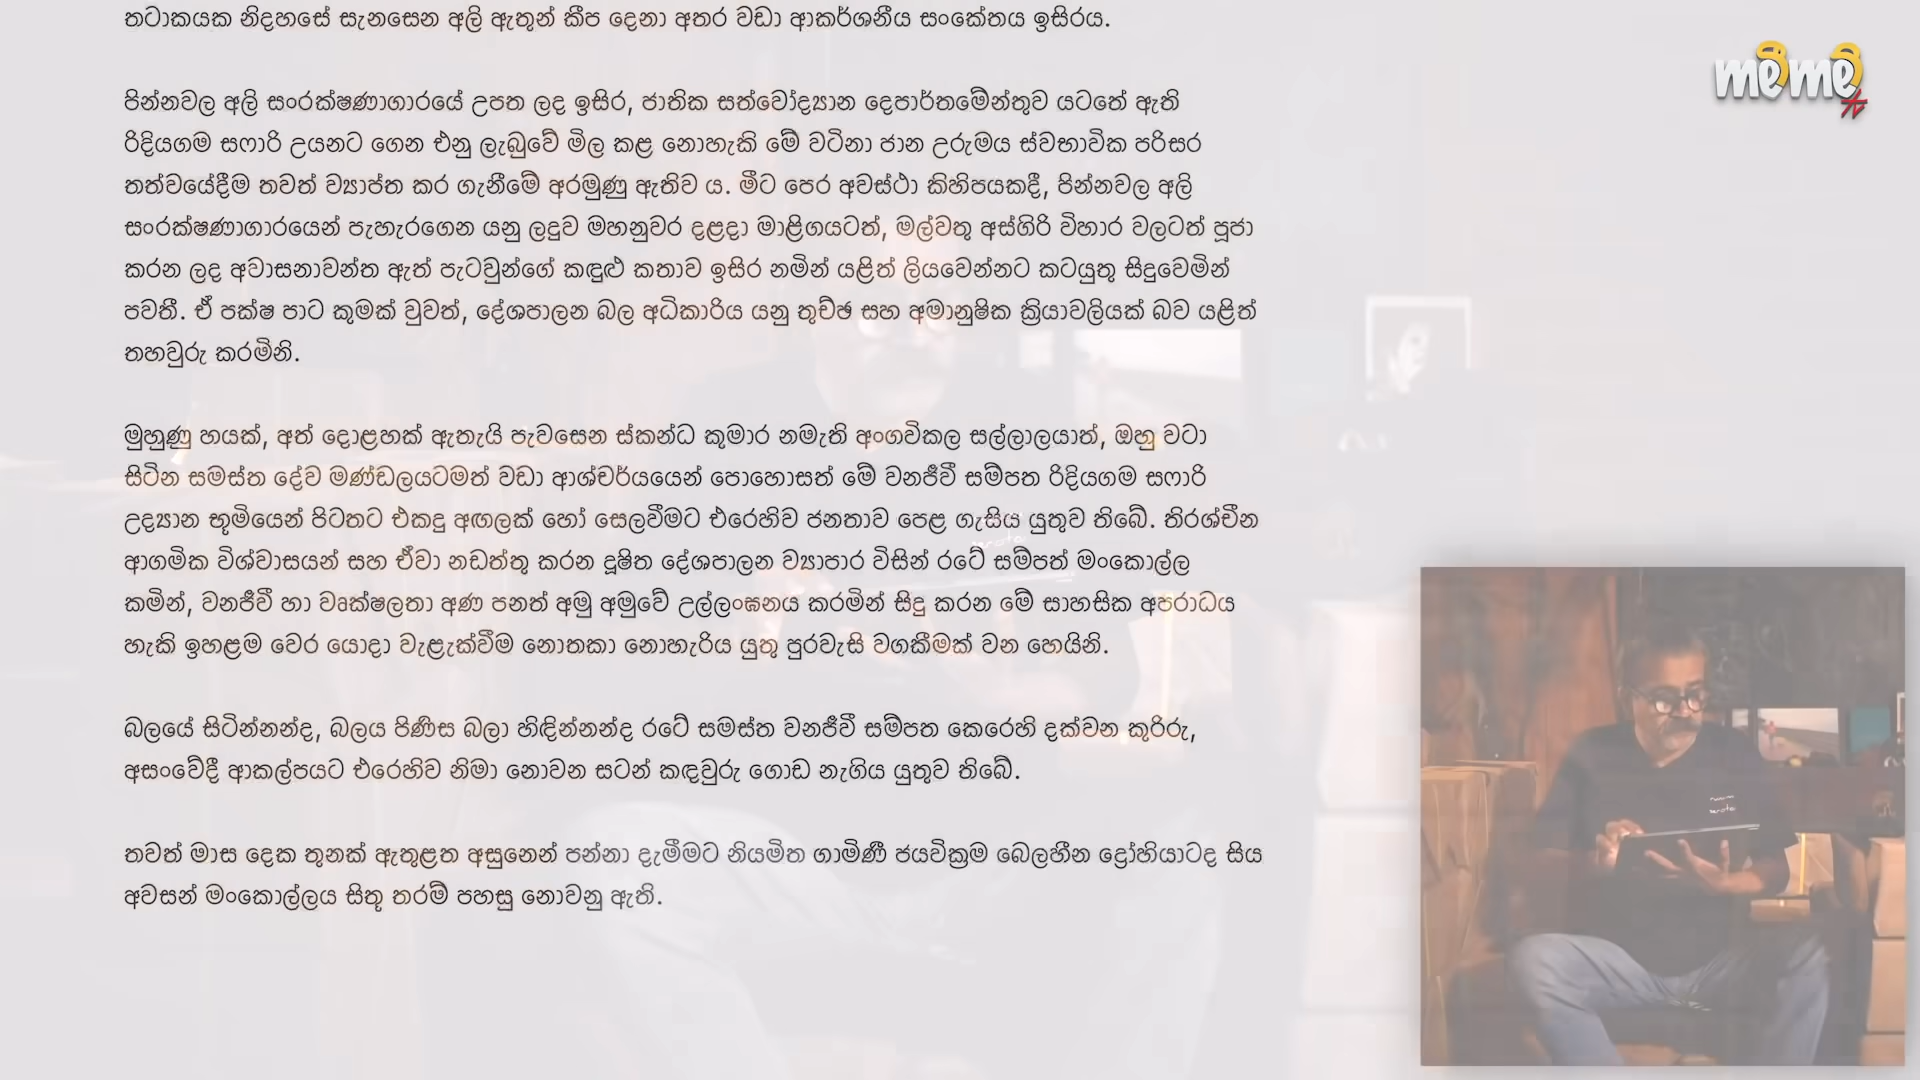 තටාකයක නිදහසේ සැනසෙන අලි ඇතුන් කීප දෙනා අතර වඩා ආකර්ශනීය සංකේතය ඉසිරය.
meme tv
පින්නවල අලි සංරක්ෂණාගාරයේ උපත ලද ඉසිර, ජාතික සත්වෝද්‍යාන දෙපාර්තමේන්තුව යටතේ ඇති
රිදියගම සෆාරි උයනට ගෙන එනු ලැබුවේ මිල කළ නොහැකි මේ වටිනා ජාන උරුමය ස්වභාවික පරිසර
තත්වයේදීම තවත් ව්‍යාප්ත කර ගැනීමේ අරමුණු ඇතිව ය. මීට පෙර අවස්ථා කිහිපයකදී, පින්නවල අලි
සංරක්ෂණාගාරයෙන් පැහැරගෙන යනු ලදුව මහනුවර දළදා මාළිගයටත්, මල්වතු අස්ගිරි විහාර වලටත් පූජා
කරන ලද අවාසනාවන්ත ඇත් පැටවුන්ගේ කඳුළු කතාව ඉසිර නමින් යළිත් ලියවෙන්නට කටයුතු සිදුවෙමින්
පවතී. ඒ පක්ෂ පාට කුමක් වුවත්, දේශපාලන බල අධිකාරිය යනු තුච්ඡ සහ අමානුෂික ක්‍රියාවලියක් බව යළිත්
තහවුරු කරමිනි.
මුහුණු හයක්, අත් දොළහක් ඇතැයි පැවසෙන ස්කන්ධ කුමාර නමැති අංගවිකල සල්ලාලයාත්, ඔහු වටා
සිටින සමස්ත දේව මණ්ඩලයටමත් වඩා ආශ්චර්යයෙන් පොහොසත් මේ වනජීවී සම්පත රිදියගම සෆාරි
උද්‍යාන භූමියෙන් පිටතට එකදු අඟලක් හෝ සෙලවීමට එරෙහිව ජනතාව පෙළ ගැසිය යුතුව තිබේ. තිරශ්චීන
ආගමික විශ්වාසයන් සහ ඒවා නඩත්තු කරන දූෂිත දේශපාලන ව්‍යාපාර විසින් රටේ සම්පත් මංකොල්ල
කමින්, වනජීවී හා වෘක්ෂලතා අණ පනත් අමු අමුවේ උල්ලංඝනය කරමින් සිදු කරන මේ සාහසික අපරාධය
හැකි ඉහළම වෙර යොදා වැළැක්වීම නොතකා නොහැරිය යුතු පුරවැසි වගකීමක් වන හෙයිනි.
බලයේ සිටින්නන්ද, බලය පිණිස බලා හිඳින්නන්ද රටේ සමස්ත වනජීවී සම්පත කෙරෙහි දක්වන කුරිරු,
අසංවේදී ආකල්පයට එරෙහිව නිමා නොවන සටන් කඳවුරු ගොඩ නැගිය යුතුව තිබේ.
තවත් මාස දෙක තුනක් ඇතුළත අසුනෙන් පන්නා දැමීමට නියමිත ගාමිණී ජයවික්‍රම බෙලහීන ද්‍රෝහියාටද සිය
අවසන් මංකොල්ලය සිතූ තරම් පහසු නොවනු ඇති.